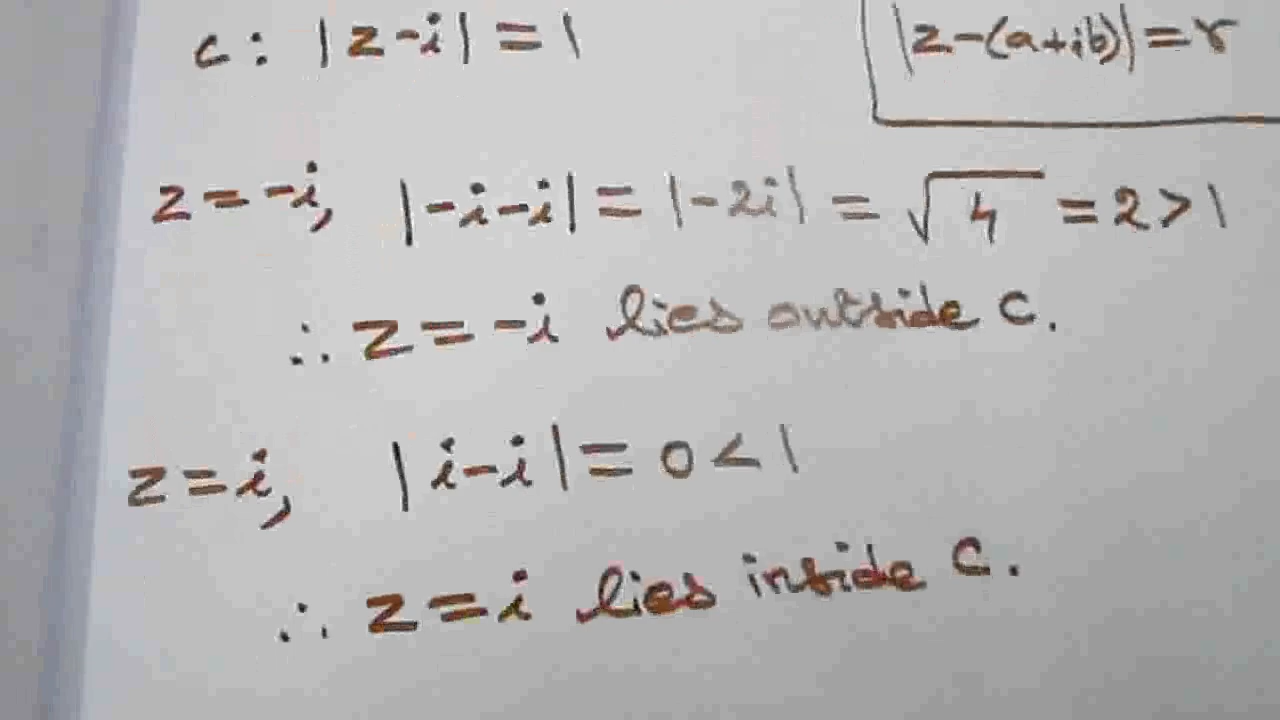 c: |z-i| = 1
|z-(a+ib)| = r
z = -i, |-i-i| = |-2i| = √4 = 2 > 1
∴ z = -i lies outside C.
z = i, |i-i| = 0 < 1
∴ z = i lies inside C.